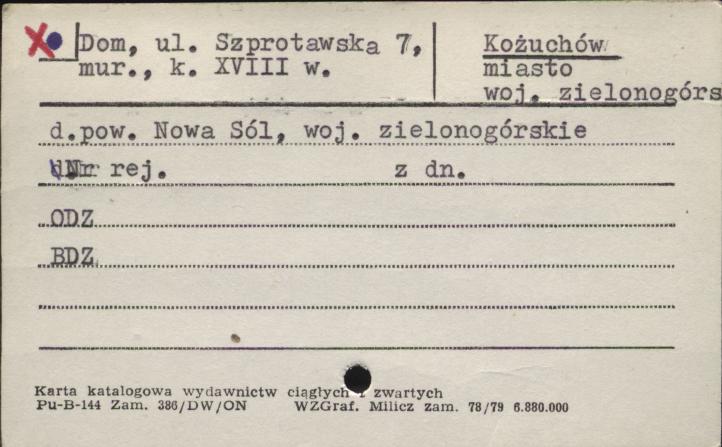 Dom, ul. Szprotawska 7,
mur., k. XVIII w.
Kożuchów
miasto
woj. zielonogórs
d.pow. Nowa Sól, woj. zielonogórskie
Nr rej. z dn.
ODZ
BDZ
Karta katalogowa wydawnictw ciągłych i zwartych
Pu-B-144 Zam. 386/DW/ON WZGraf. Milicz zam. 78/79 6.880.000